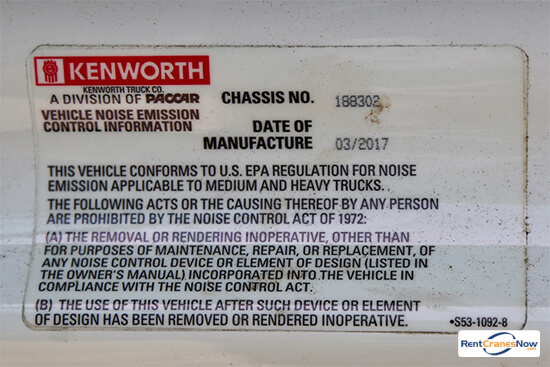 KENWORTH
KENWORTH TRUCK CO.
A DIVISION OF PACCAR
VEHICLE NOISE EMISSION
CONTROL INFORMATION
CHASSIS NO. 188302
DATE OF
MANUFACTURE 03/2017
THIS VEHICLE CONFORMS TO U.S. EPA REGULATION FOR NOISE
EMISSION APPLICABLE TO MEDIUM AND HEAVY TRUCKS.
THE FOLLOWING ACTS OR THE CAUSING THEREOF BY ANY PERSON
ARE PROHIBITED BY THE NOISE CONTROL ACT OF 1972:
(A) THE REMOVAL OR RENDERING INOPERATIVE, OTHER THAN
FOR PURPOSES OF MAINTENANCE, REPAIR, OR REPLACEMENT, OF
ANY NOISE CONTROL DEVICE OR ELEMENT OF DESIGN (LISTED IN
THE OWNER'S MANUAL) INCORPORATED INTO THE VEHICLE IN
COMPLIANCE WITH THE NOISE CONTROL ACT.
(B) THE USE OF THIS VEHICLE AFTER SUCH DEVICE OR ELEMENT
OF DESIGN HAS BEEN REMOVED OR RENDERED INOPERATIVE.
•S53-1092-8
RentCranesNow.com